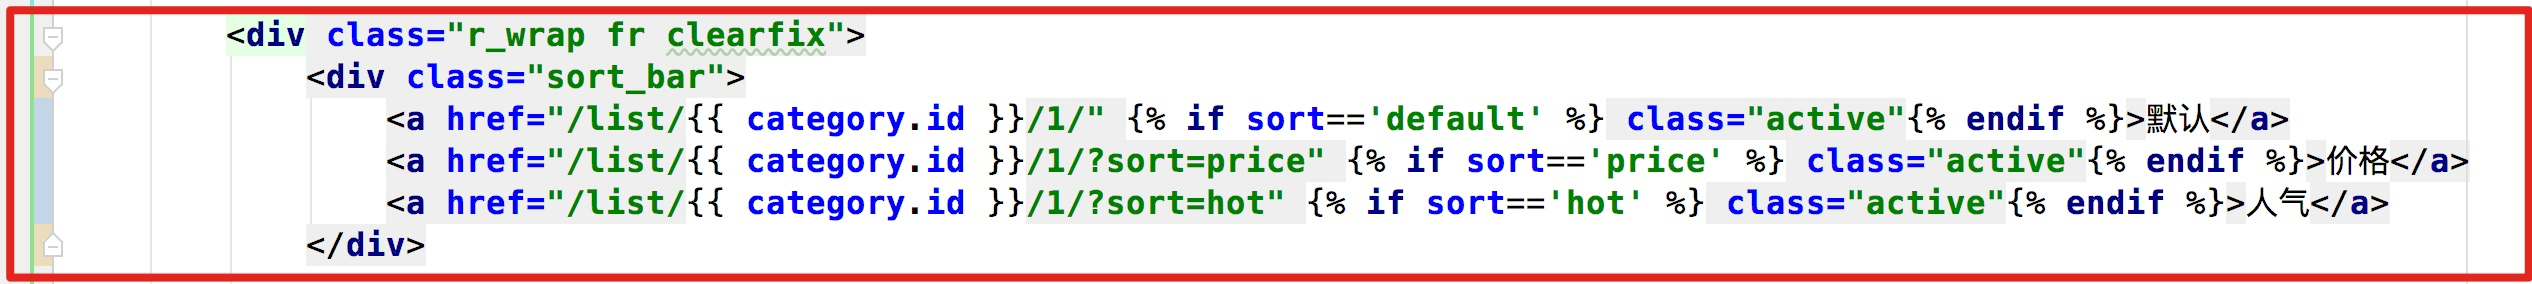 <div class="r_wrap fr clearfix">
<div class="sort_bar">
<a href="/list/{{ category.id }}/1/" {% if sort=='default' %} class="active"{% endif %}>默认</a>
<a href="/list/{{ category.id }}/1/?sort=price" {% if sort=='price' %} class="active"{% endif %}>价格</a>
<a href="/list/{{ category.id }}/1/?sort=hot" {% if sort=='hot' %} class="active"{% endif %}>人气</a>
</div>